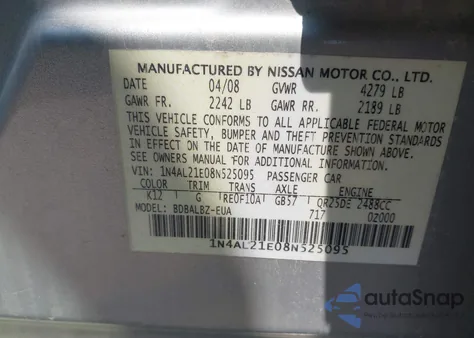 MANUFACTURED BY NISSAN MOTOR CO., LTD.
DATE 04/08 GVWR 4279 LB
GAWR FR. 2242 LB GAWR RR. 2189 LB
THIS VEHICLE CONFORMS TO ALL APPLICABLE FEDERAL MOTOR
VEHICLE SAFETY, BUMPER AND THEFT PREVENTION STANDARDS
IN EFFECT ON THE DATE OF MANUFACTURE SHOWN ABOVE.
SEE OWNERS MANUAL FOR ADDITIONAL INFORMATION.
VIN: 1N4AL21E08N525095 PASSENGER CAR
COLOR TRIM TRANS AXLE ENGINE
K12 G RE0F10A GB57 QR25DE 2488CC
MODEL: BDBALBZ-EUA 717 0Z000
1N4AL21E08N525095
autoSnap